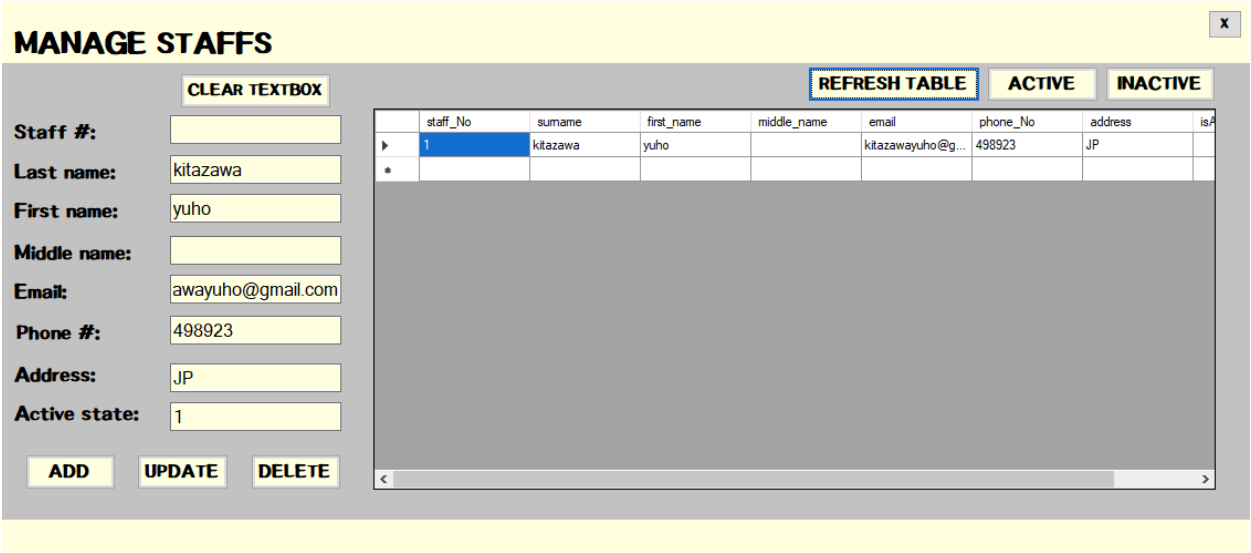 X
MANAGE STAFFS
CLEAR TEXTBOX
REFRESH TABLE ACTIVE INACTIVE
Staff #:
Last name: kitazawa
First name: yuho
Middle name:
Email: awayuho@gmail.com
Phone #: 498923
Address: JP
Active state: 1
ADD UPDATE DELETE
staff_No surname first_name middle_name email phone_No address isA
1 kitazawa yuho kitazawayuho@g... 498923 JP